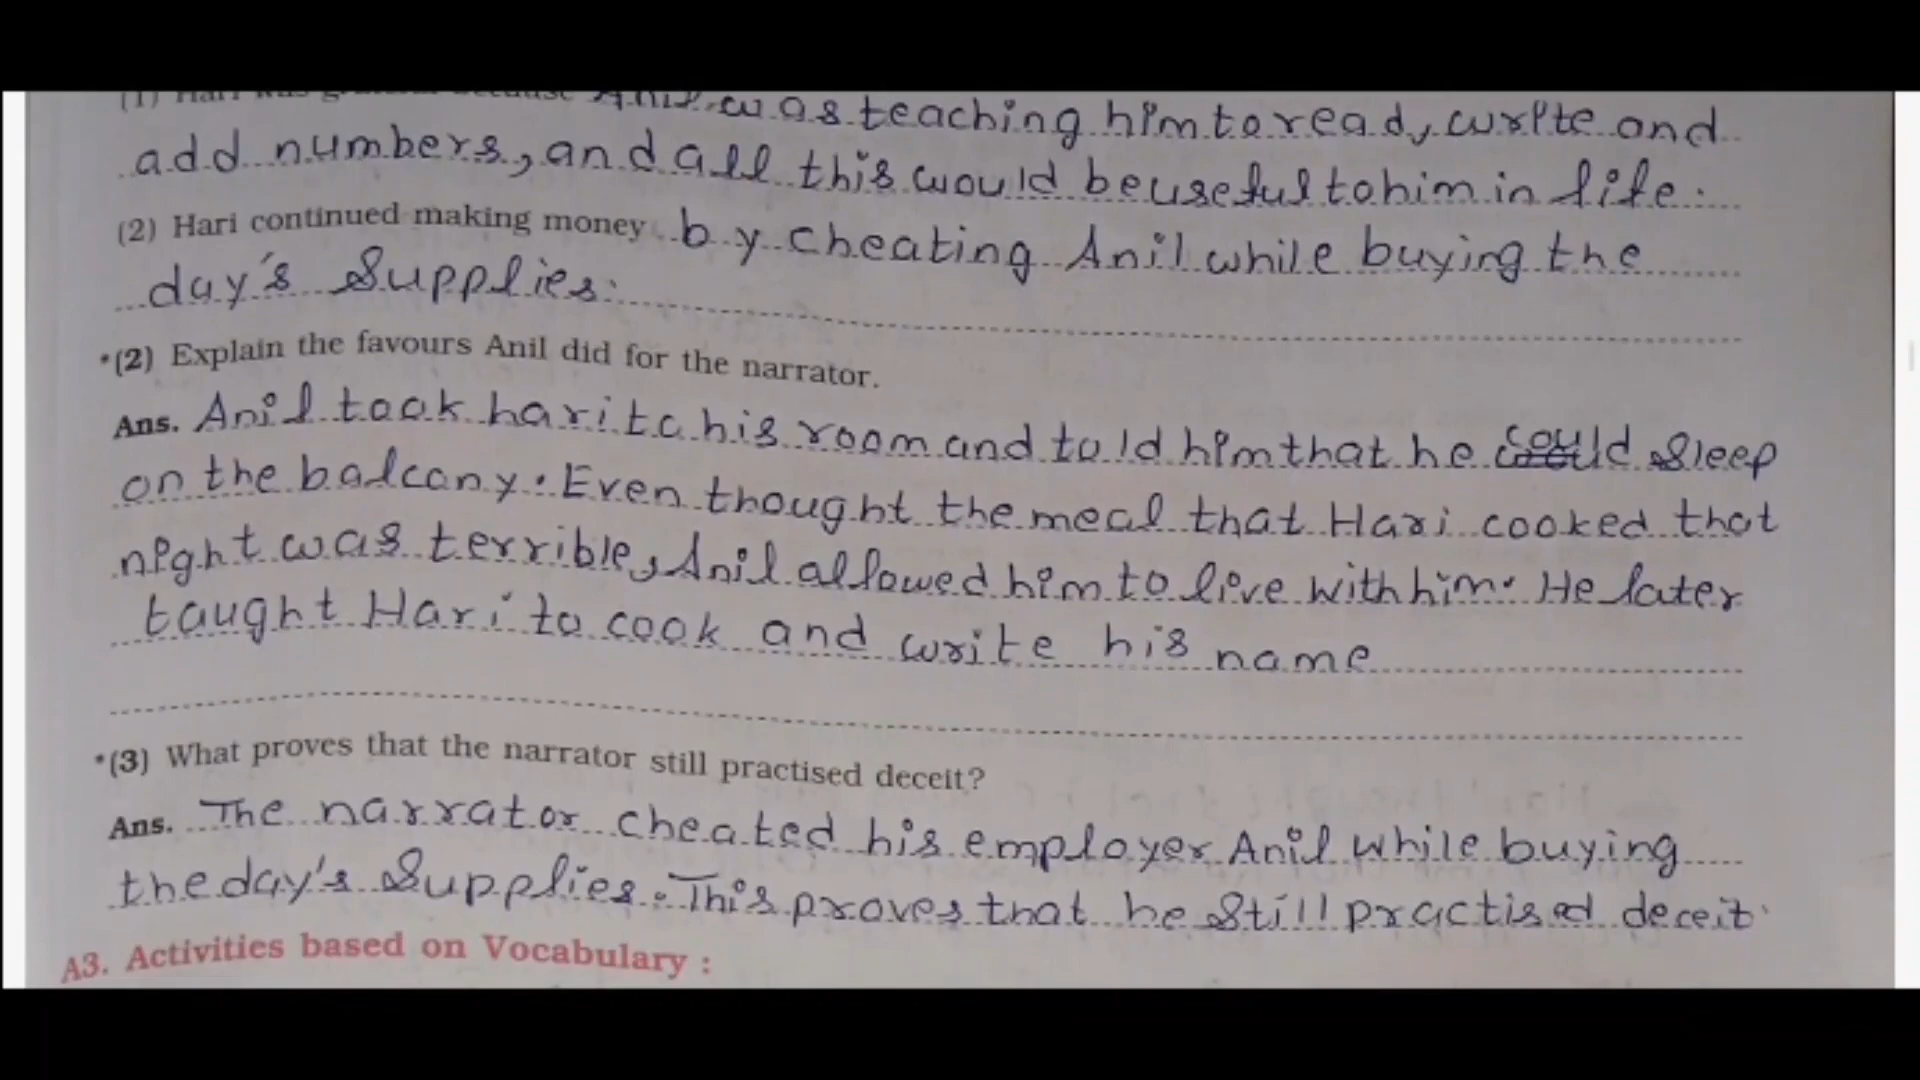 (1) Hari was grateful because Anil was teaching him to read, write and
add numbers, and all this would be useful to him in life.
(2) Hari continued making money by cheating Anil while buying the
day's Supplies.
*(2) Explain the favours Anil did for the narrator.
Ans. Anil took hari to his room and told him that he could sleep
on the balcony. Even thought the meal that Hari cooked that
night was terrible, Anil allowed him to live with him. He later
taught Hari to cook and write his name
*(3) What proves that the narrator still practised deceit?
Ans. The narrator cheated his employer Anil while buying
the day's Supplies. This proves that he Still practised deceit.
A3. Activities based on Vocabulary :